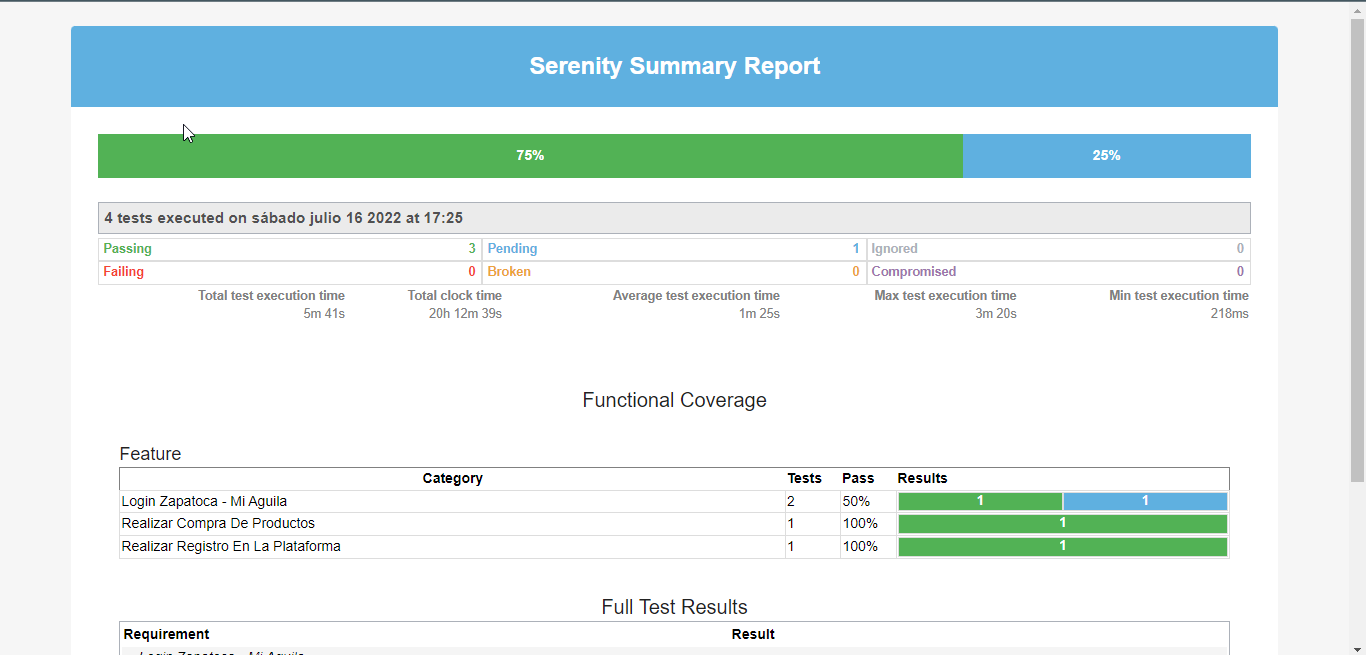 Serenity Summary Report
75% 25%
4 tests executed on sábado julio 16 2022 at 17:25
Passing 3 Pending 1 Ignored 0
Failing 0 Broken 0 Compromised 0
Total test execution time Total clock time Average test execution time Max test execution time Min test execution time
5m 41s 20h 12m 39s 1m 25s 3m 20s 218ms
Functional Coverage
Feature
Category Tests Pass Results
Login Zapatoca - Mi Aguila 2 50% 1 1
Realizar Compra De Productos 1 100% 1
Realizar Registro En La Plataforma 1 100% 1
Full Test Results
Requirement Result
Login Zapatoca - Mi Aguila